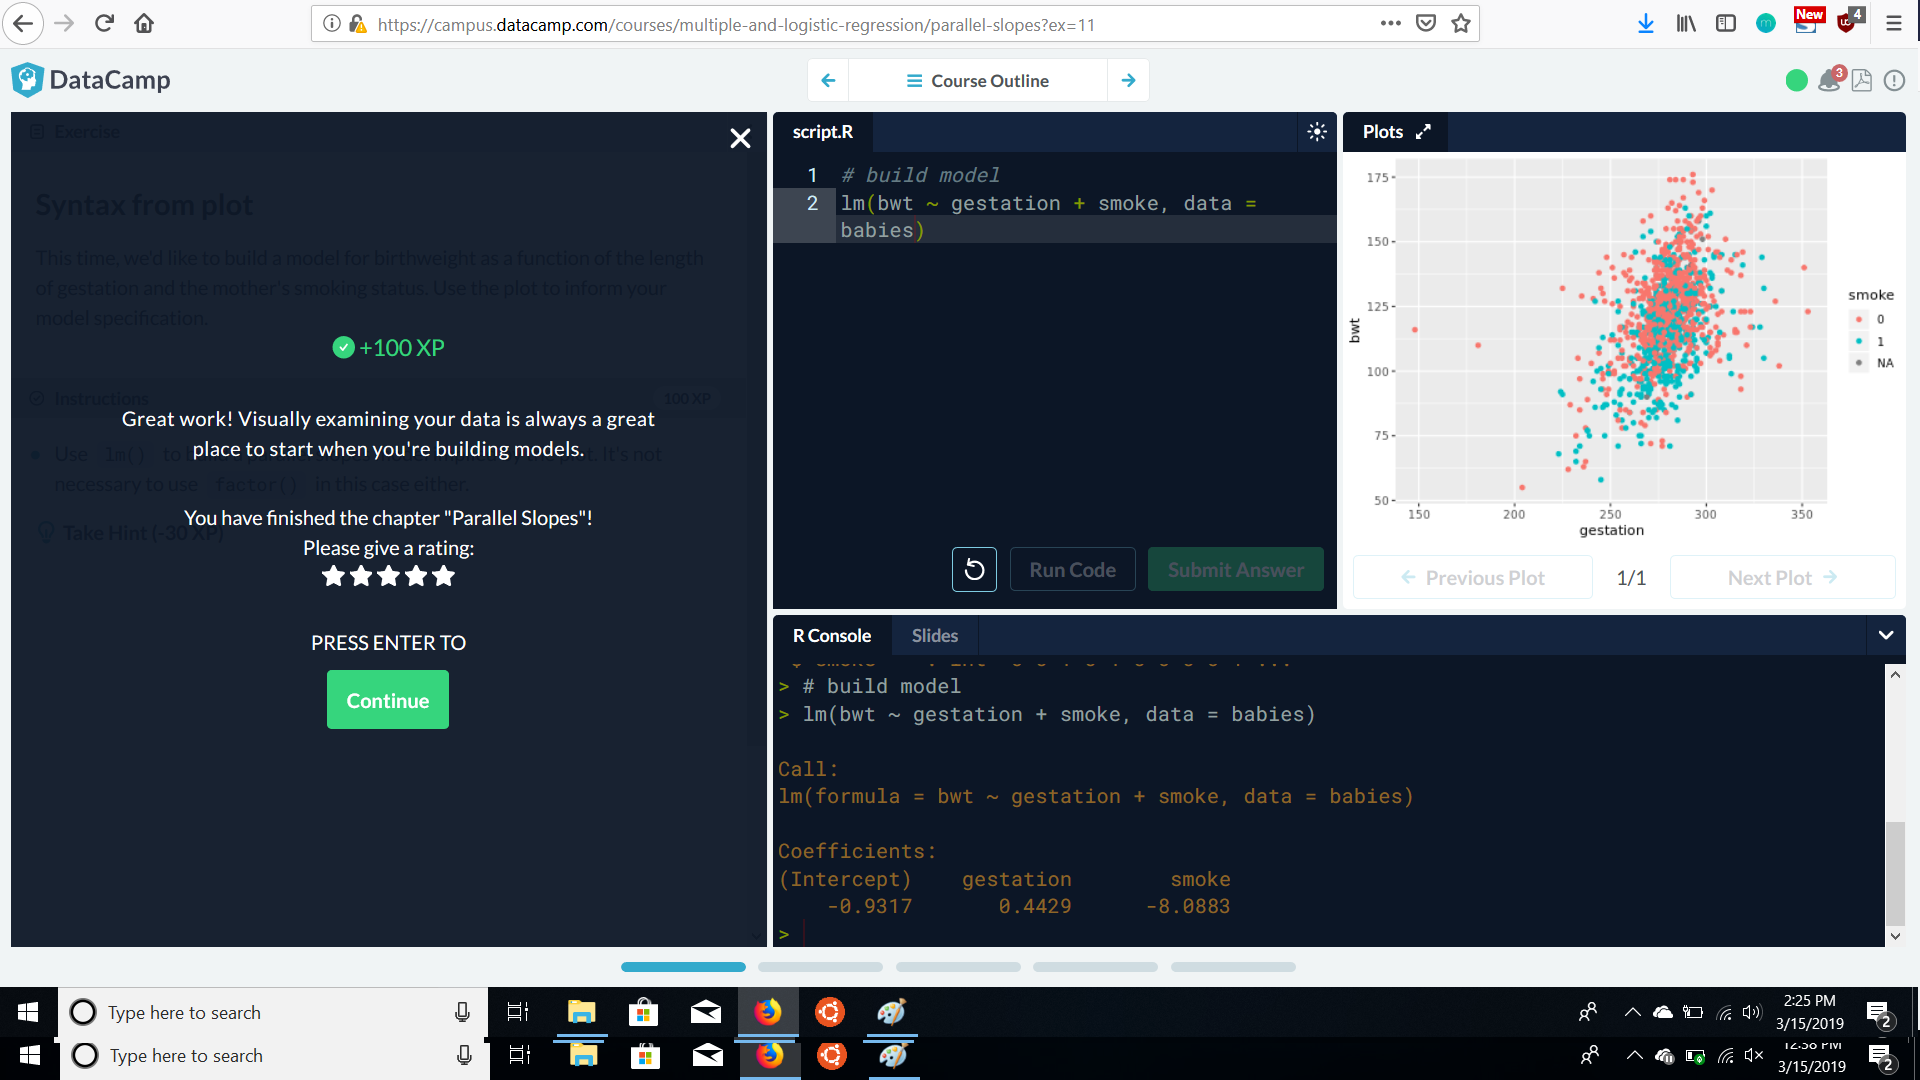 https://campus.datacamp.com/courses/multiple-and-logistic-regression/parallel-slopes?ex=11
New
4
DataCamp
Course Outline
3
Exercise
Syntax from plot
This time, we'd like to build a model for birthweight as a function of the length
of gestation and the mother's smoking status. Use the plot to inform your
model specification.
+100 XP
Instructions
100 XP
Great work! Visually examining your data is always a great
place to start when you're building models.
Use lm() to
It's not
necessary to use factor() in this case either.
You have finished the chapter "Parallel Slopes"!
Take Hint (-30 XP)
Please give a rating:
PRESS ENTER TO
Continue
script.R
1 # build model
2 lm(bwt ~ gestation + smoke, data =
babies)
Run Code
Submit Answer
Plots
175
150
125
100
75
50
bwt
150 200 250 300 350
gestation
smoke
0
1
NA
Previous Plot
1/1
Next Plot
R Console
Slides
> # build model
> lm(bwt ~ gestation + smoke, data = babies)
Call:
lm(formula = bwt ~ gestation + smoke, data = babies)
Coefficients:
(Intercept) gestation smoke
-0.9317 0.4429 -8.0883
>
Type here to search
2:25 PM
3/15/2019
2
Type here to search
12:38 PM
3/15/2019
2